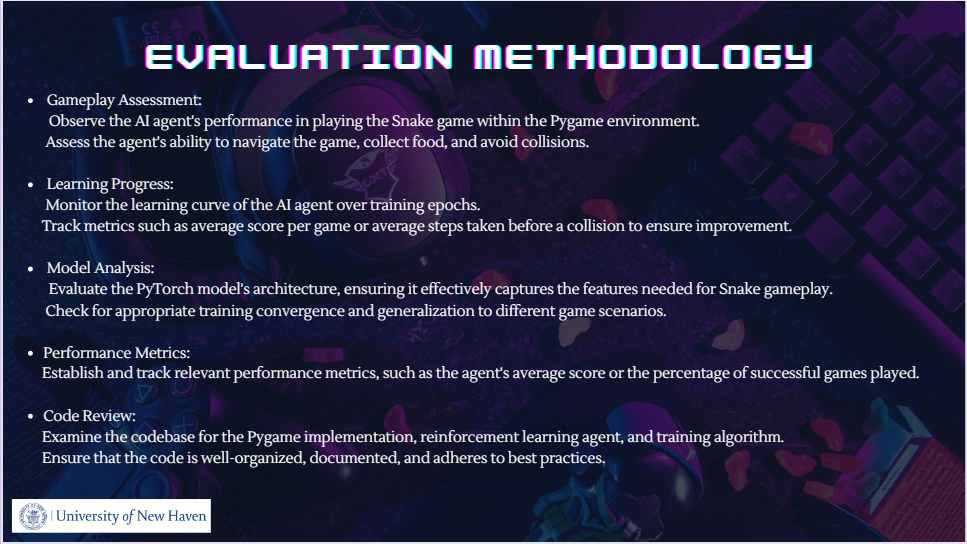 EVALUATION METHODOLOGY
• Gameplay Assessment:
Observe the AI agent's performance in playing the Snake game within the Pygame environment.
Assess the agent's ability to navigate the game, collect food, and avoid collisions.
• Learning Progress:
Monitor the learning curve of the AI agent over training epochs.
Track metrics such as average score per game or average steps taken before a collision to ensure improvement.
• Model Analysis:
Evaluate the PyTorch model's architecture, ensuring it effectively captures the features needed for Snake gameplay.
Check for appropriate training convergence and generalization to different game scenarios.
• Performance Metrics:
Establish and track relevant performance metrics, such as the agent's average score or the percentage of successful games played.
• Code Review:
Examine the codebase for the Pygame implementation, reinforcement learning agent, and training algorithm.
Ensure that the code is well-organized, documented, and adheres to best practices.
University of New Haven